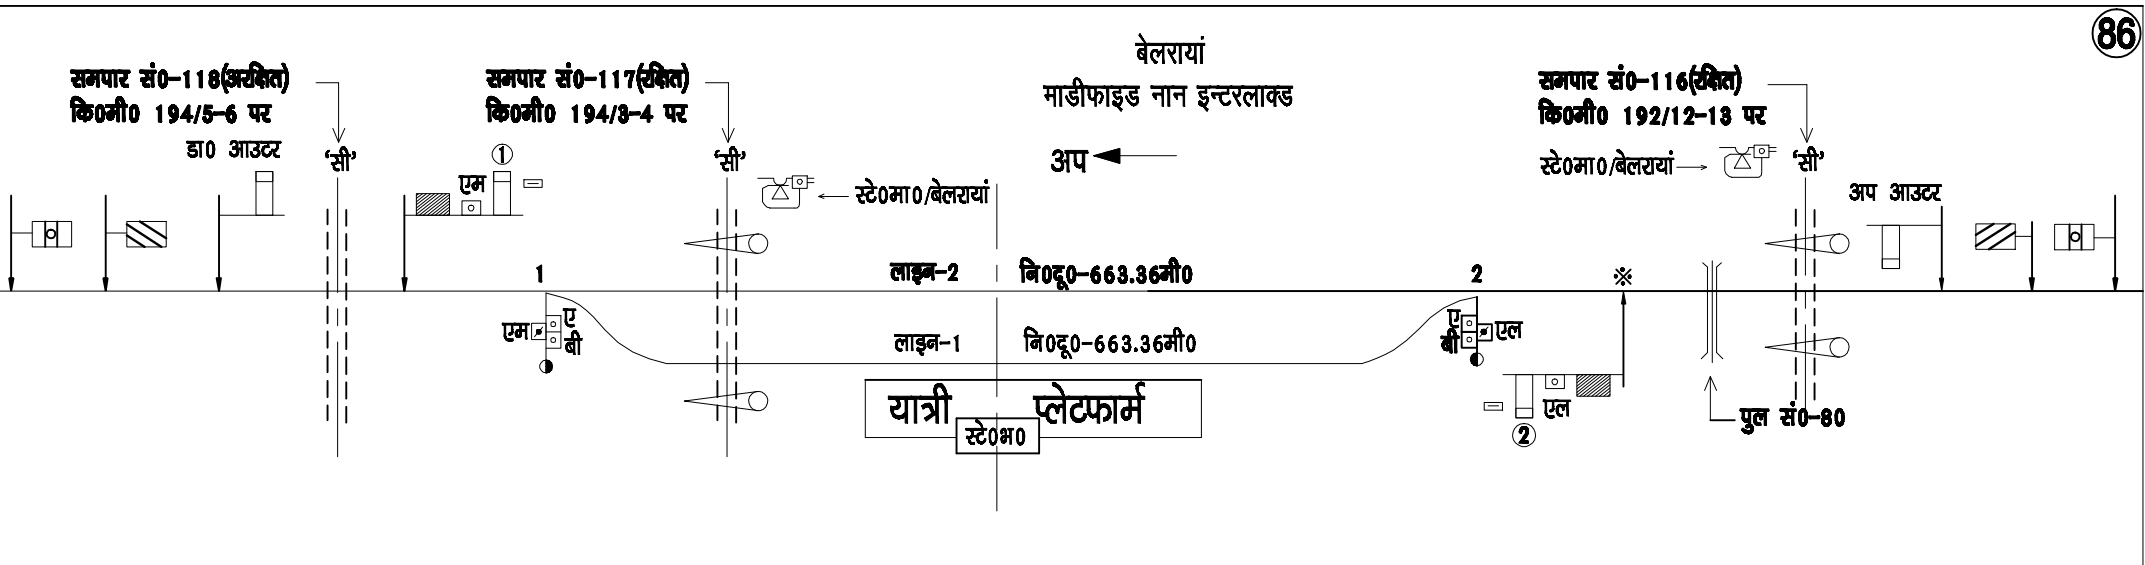 86
बेलरायां
माडीफाइड नान इन्टरलाक्ड
समपार सं0-118(अरक्षित)
कि0मी0 194/5-6 पर
समपार सं0-117(रक्षित)
कि0मी0 194/3-4 पर
समपार सं0-116(रक्षित)
कि0मी0 192/12-13 पर
डा0 आउटर
'सी'
1
'सी'
अप
स्टे0मा0/बेलरायां
'सी'
एम
स्टे0मा0/बेलरायां
अप आउटर
1
लाइन-2
नि0दू0-663.36मी0
2
※
एम
ए
बी
लाइन-1
नि0दू0-663.36मी0
ए
बी
एल
यात्री प्लेटफार्म
एल
पुल सं0-80
स्टे0भ0
2